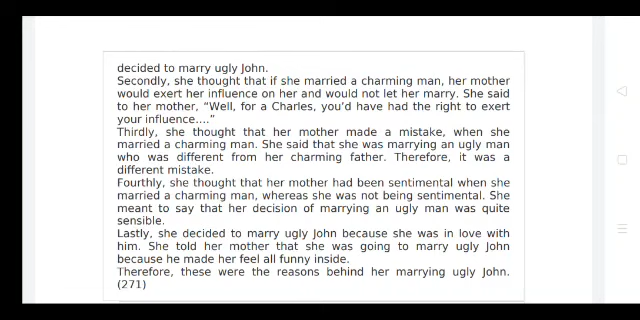 decided to marry ugly John.
Secondly, she thought that if she married a charming man, her mother
would exert her influence on her and would not let her marry. She said
to her mother, “Well, for a Charles, you’d have had the right to exert
your influence....”
Thirdly, she thought that her mother made a mistake, when she
married a charming man. She said that she was marrying an ugly man
who was different from her charming father. Therefore, it was a
different mistake.
Fourthly, she thought that her mother had been sentimental when she
married a charming man, whereas she was not being sentimental. She
meant to say that her decision of marrying an ugly man was quite
sensible.
Lastly, she decided to marry ugly John because she was in love with
him. She told her mother that she was going to marry ugly John
because he made her feel all funny inside.
Therefore, these were the reasons behind her marrying ugly John.
(271)